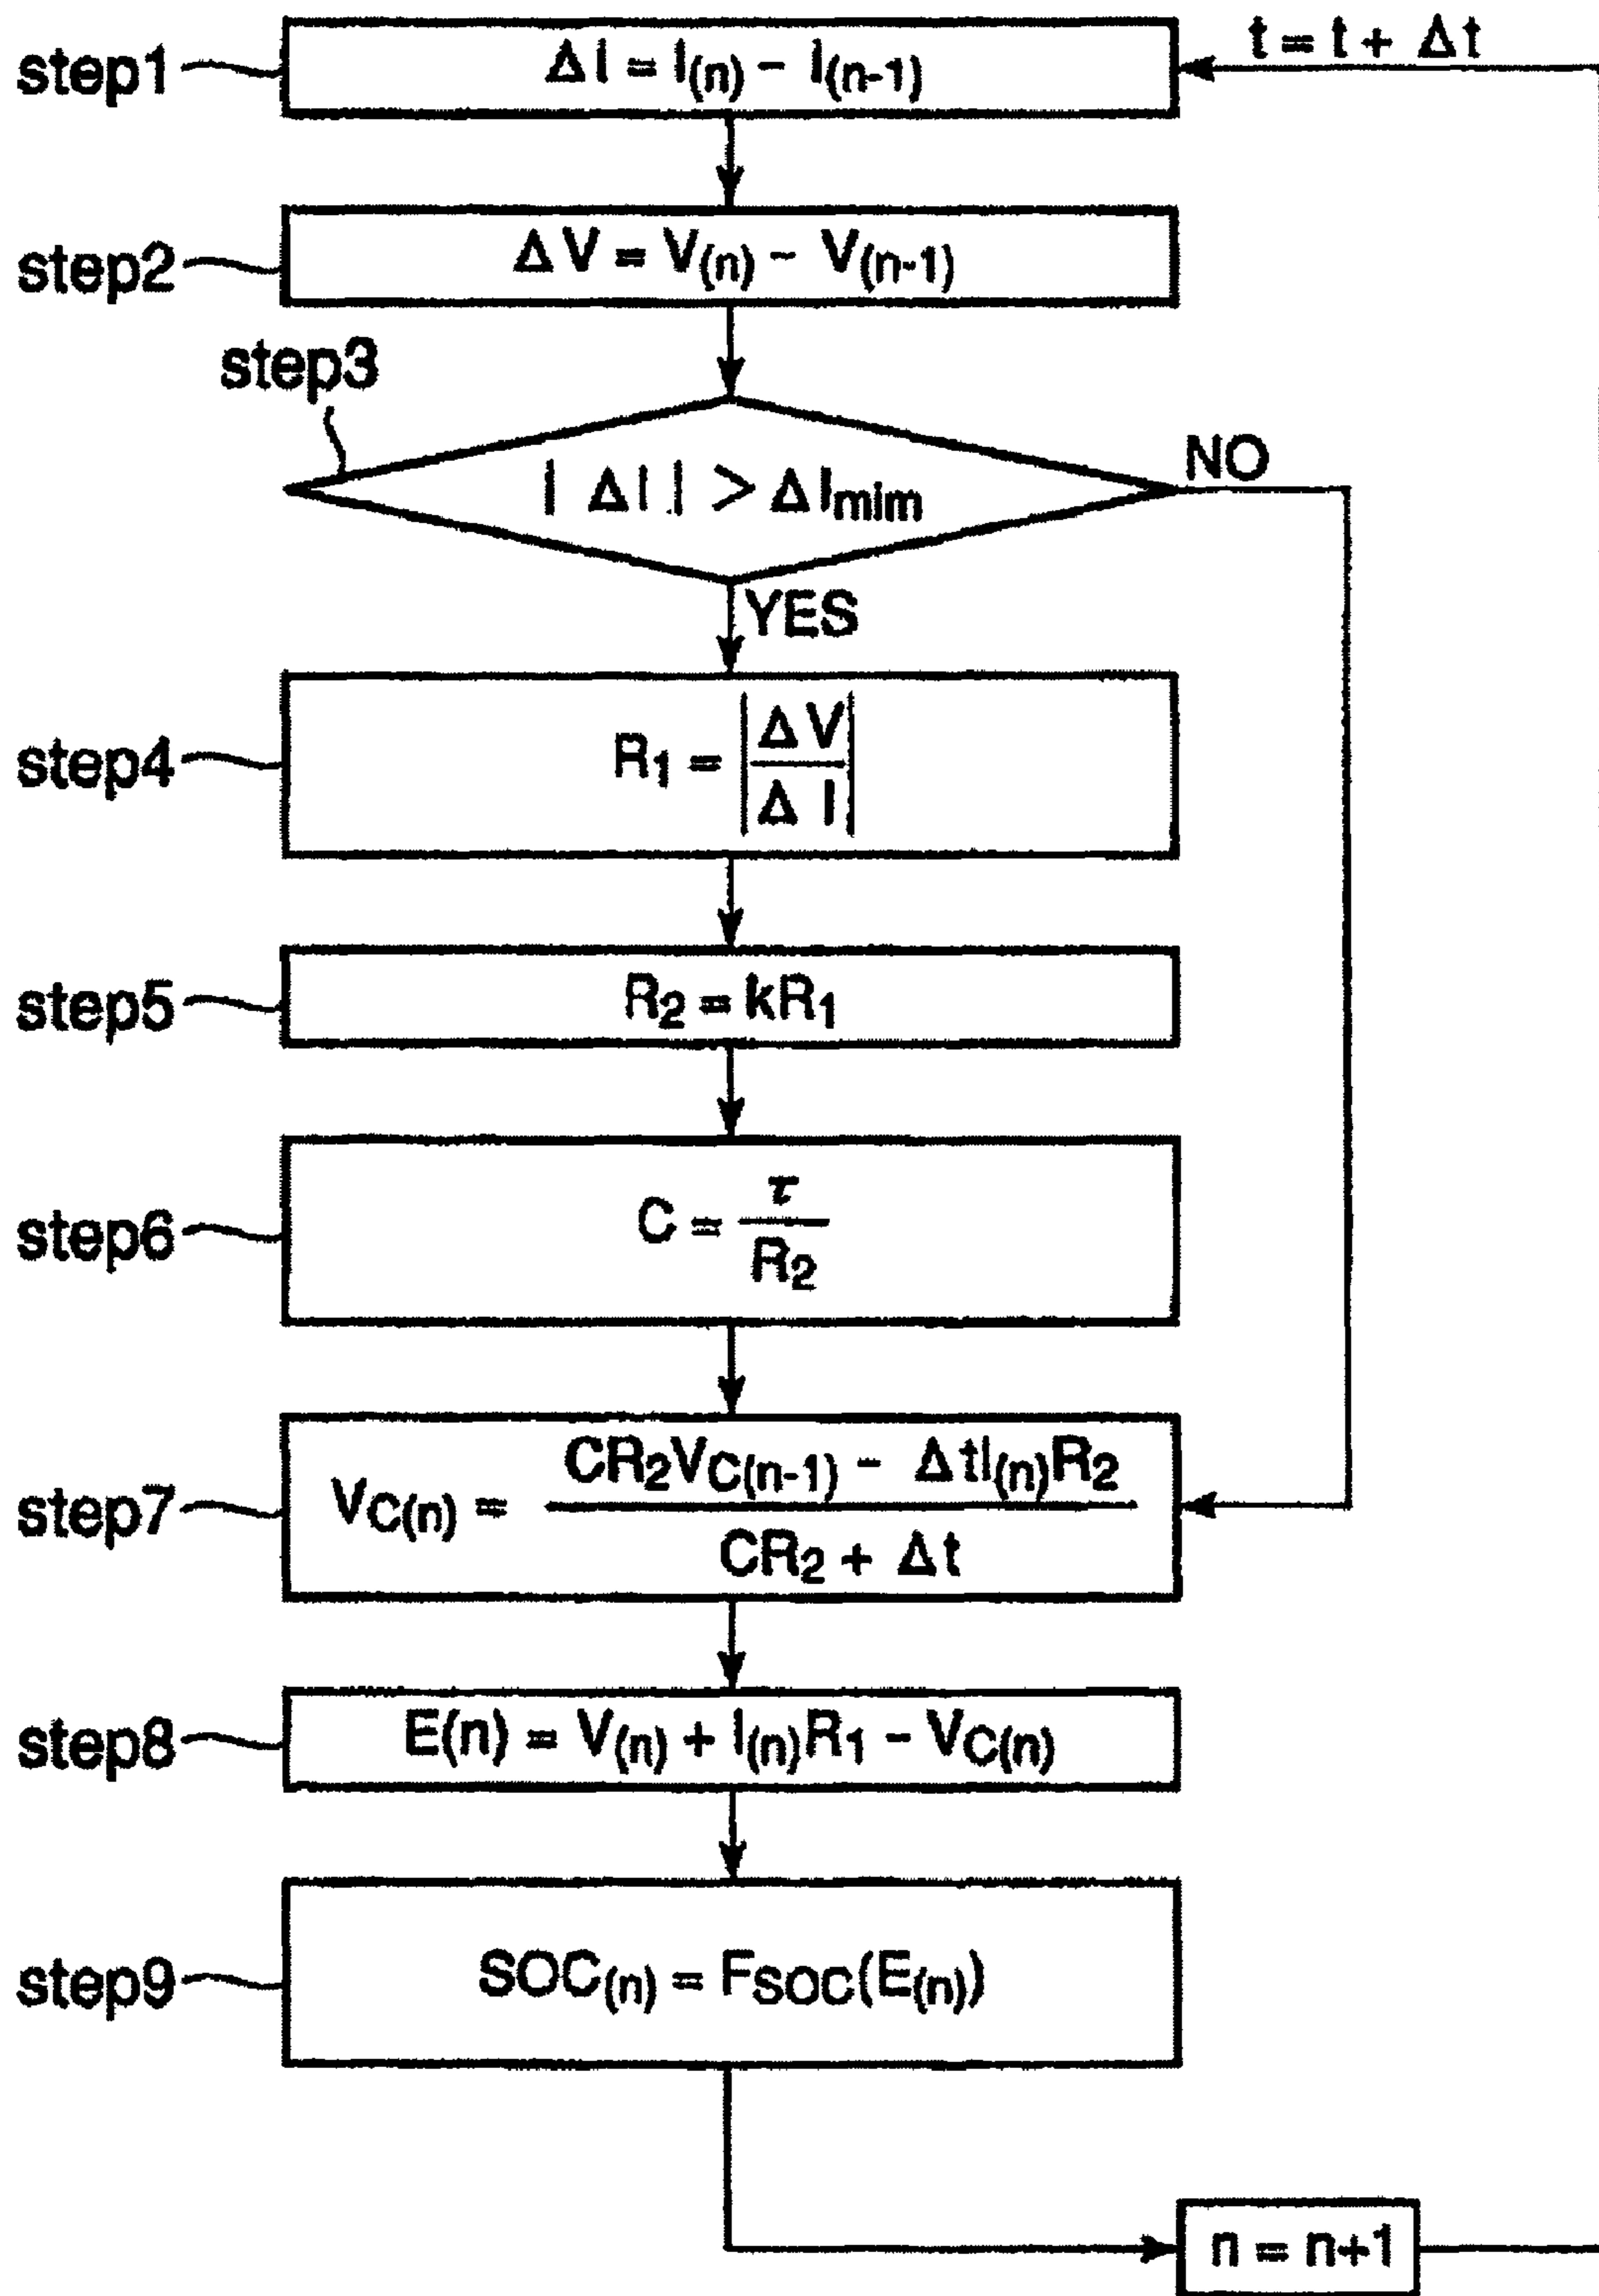 t = t + Δt
step1
ΔI = I(n) - I(n-1)
step2
ΔV = V(n) - V(n-1)
step3
| ΔI | > ΔImim
NO
YES
step4
R1 = |ΔV/ΔI|
step5
R2 = kR1
step6
C = τ/R2
step7
VC(n) = CR2VC(n-1) - ΔtI(n)R2 / CR2 + Δt
step8
E(n) = V(n) + I(n)R1 - VC(n)
step9
SOC(n) = FSOC(E(n))
n = n+1